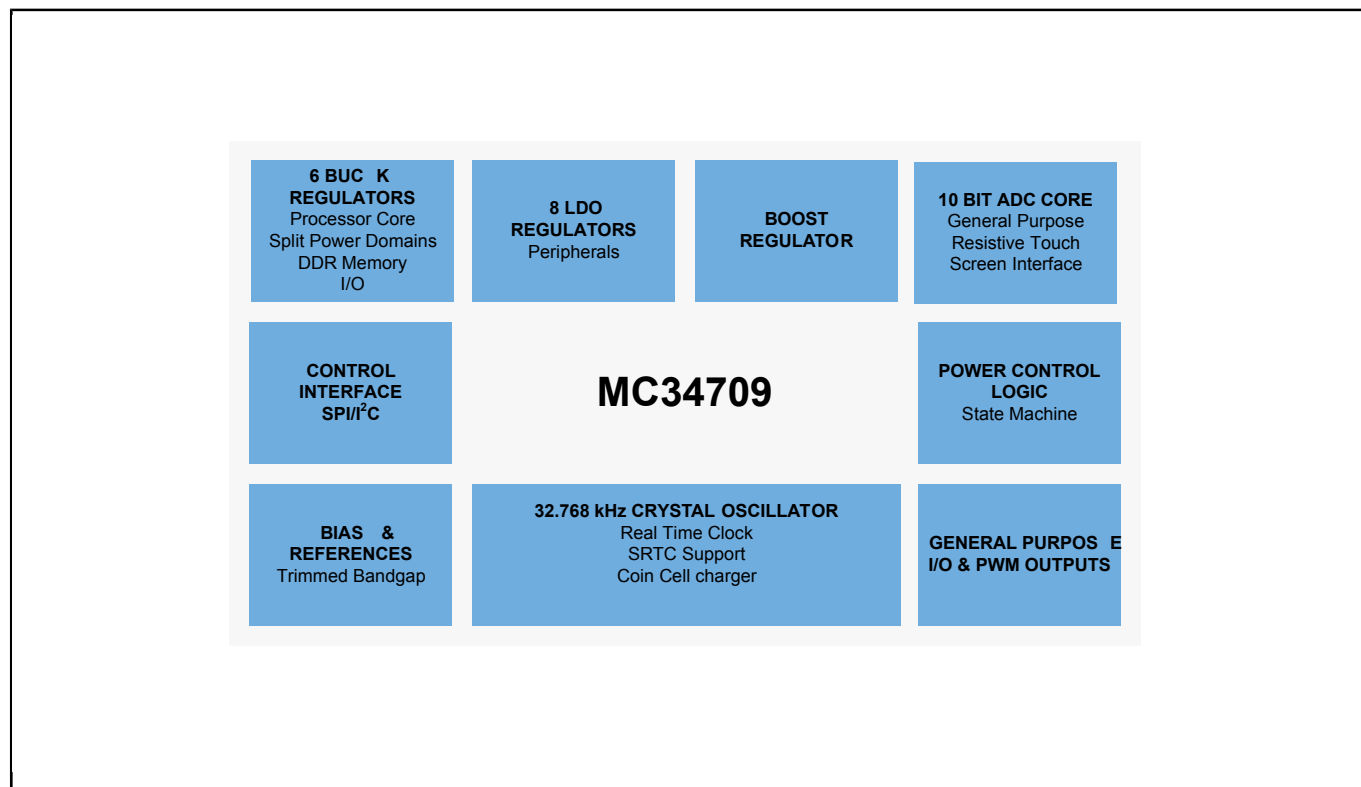 6 BUC K
REGULATORS
Processor Core
Split Power Domains
DDR Memory
I/O
8 LDO
REGULATORS
Peripherals
BOOST
REGULATOR
10 BIT ADC CORE
General Purpose
Resistive Touch
Screen Interface
CONTROL
INTERFACE
SPI/I²C
MC34709
POWER CONTROL
LOGIC
State Machine
BIAS &
REFERENCES
Trimmed Bandgap
32.768 kHz CRYSTAL OSCILLATOR
Real Time Clock
SRTC Support
Coin Cell charger
GENERAL PURPOS E
I/O & PWM OUTPUTS